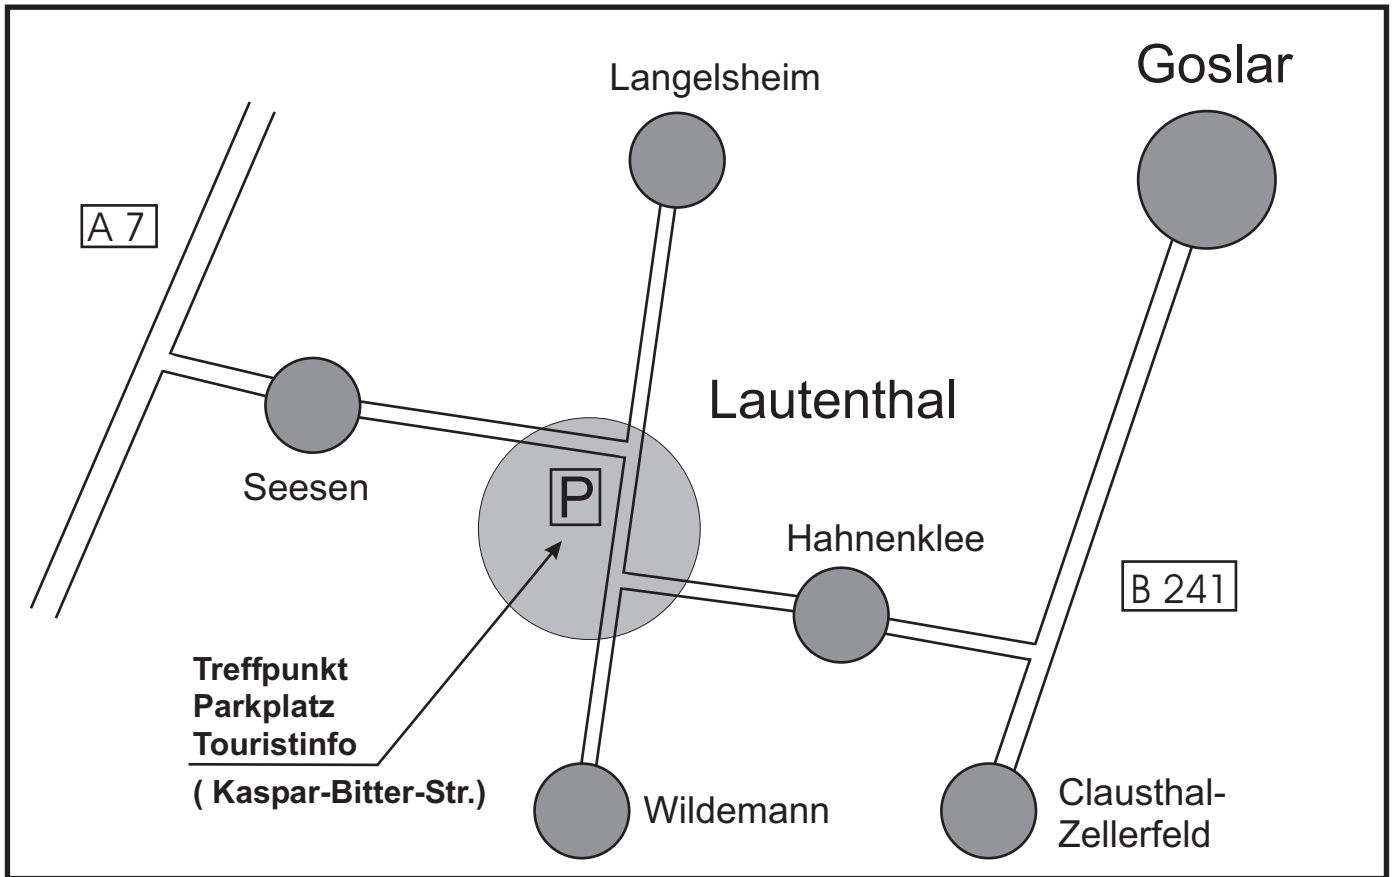 Goslar
Langelsheim
A 7
Lautenthal
Seesen
P
Hahnenklee
B 241
Treffpunkt
Parkplatz
Touristinfo
( Kaspar-Bitter-Str.)
Wildemann
Clausthal-
Zellerfeld